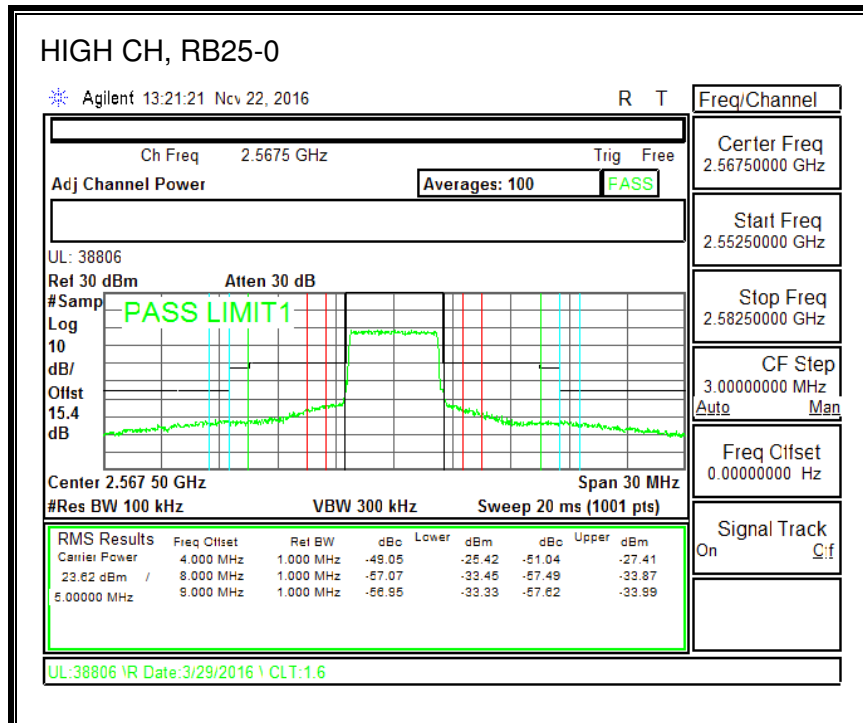 HIGH CH, RB25-0
Agilent 13:21:21 Nov 22, 2016 R T
Freq/Channel
Ch Freq 2.5675 GHz Trig Free
Adj Channel Power Averages: 100 PASS
Center Freq
2.56750000 GHz
Start Freq
2.55250000 GHz
Stop Freq
2.58250000 GHz
CF Step
3.00000000 MHz
Auto Man
Freq Offset
0.00000000 Hz
Signal Track
On Off
UL: 38806
Ref 30 dBm Atten 30 dB
#Samp
Log
10
dB/
Offst
15.4
dB
PASS LIMIT1
Center 2.567 50 GHz Span 30 MHz
#Res BW 100 kHz VBW 300 kHz Sweep 20 ms (1001 pts)
RMS Results Freq Offset Ref BW dBc Lower dBm dBc Upper dBm
Carrier Power 4.000 MHz 1.000 MHz -49.05 -25.42 -51.04 -27.41
23.62 dBm / 8.000 MHz 1.000 MHz -57.07 -33.45 -57.49 -33.87
5.00000 MHz 9.000 MHz 1.000 MHz -56.95 -33.33 -57.62 -33.99
UL:38806 \R Date:3/29/2016 \ CLT:1.6